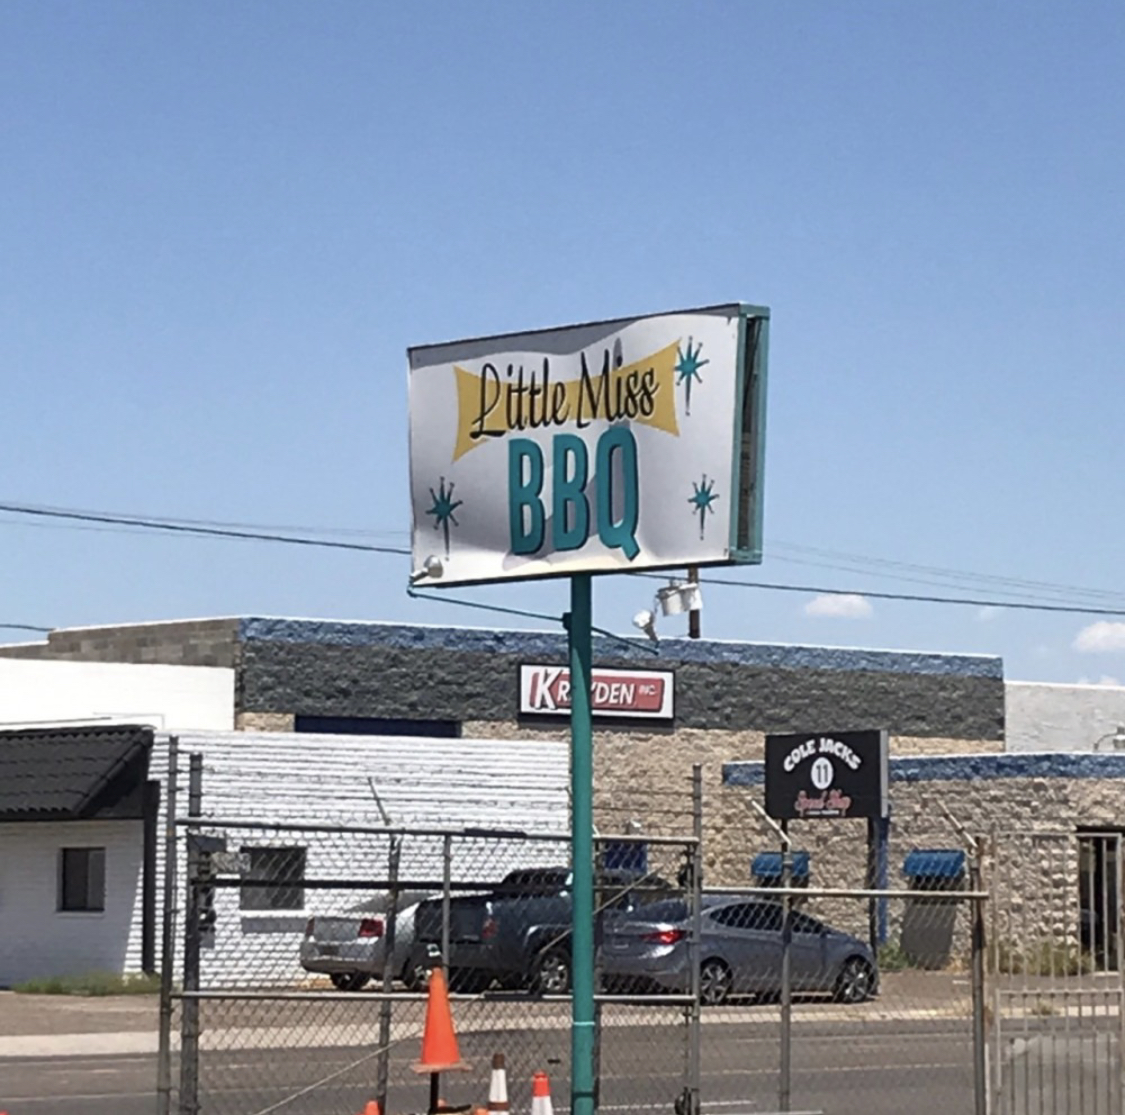 Little Miss
BBQ
KRAYDEN INC.
COLE JACKS
11
Speed Shop